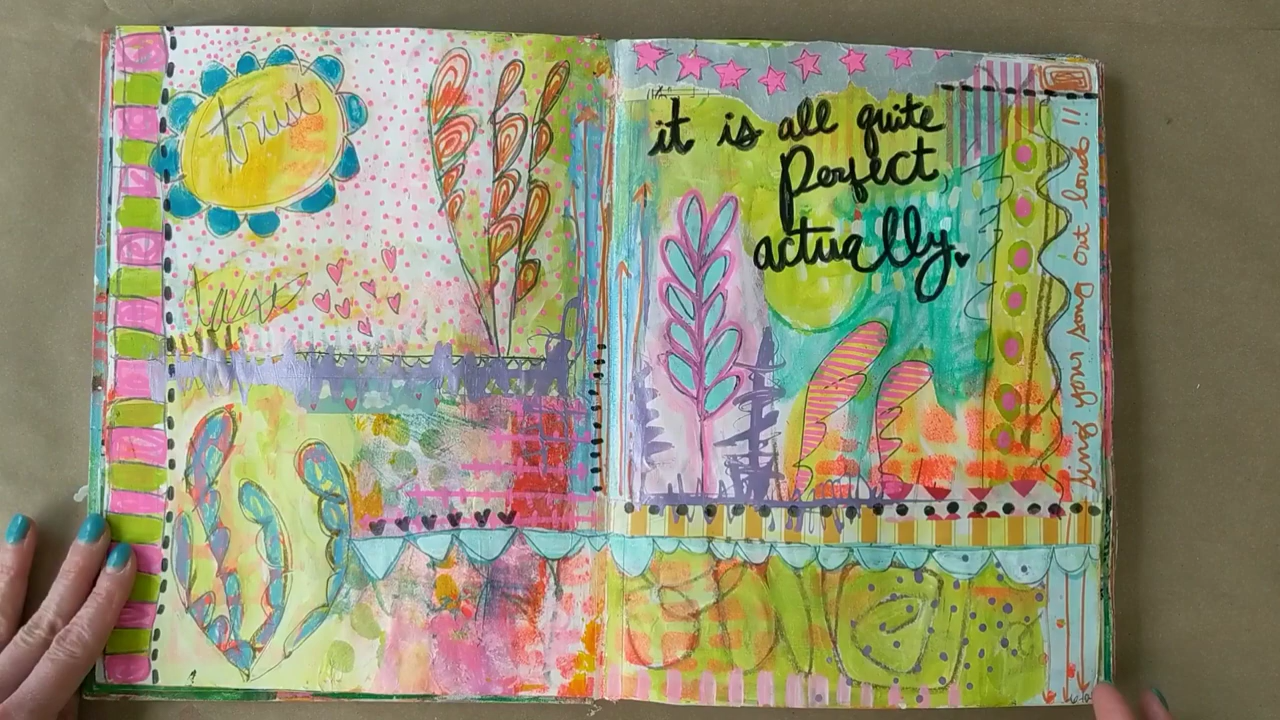 trust
trust
it is all quite
perfect,
actually.
sing your song out loud!!